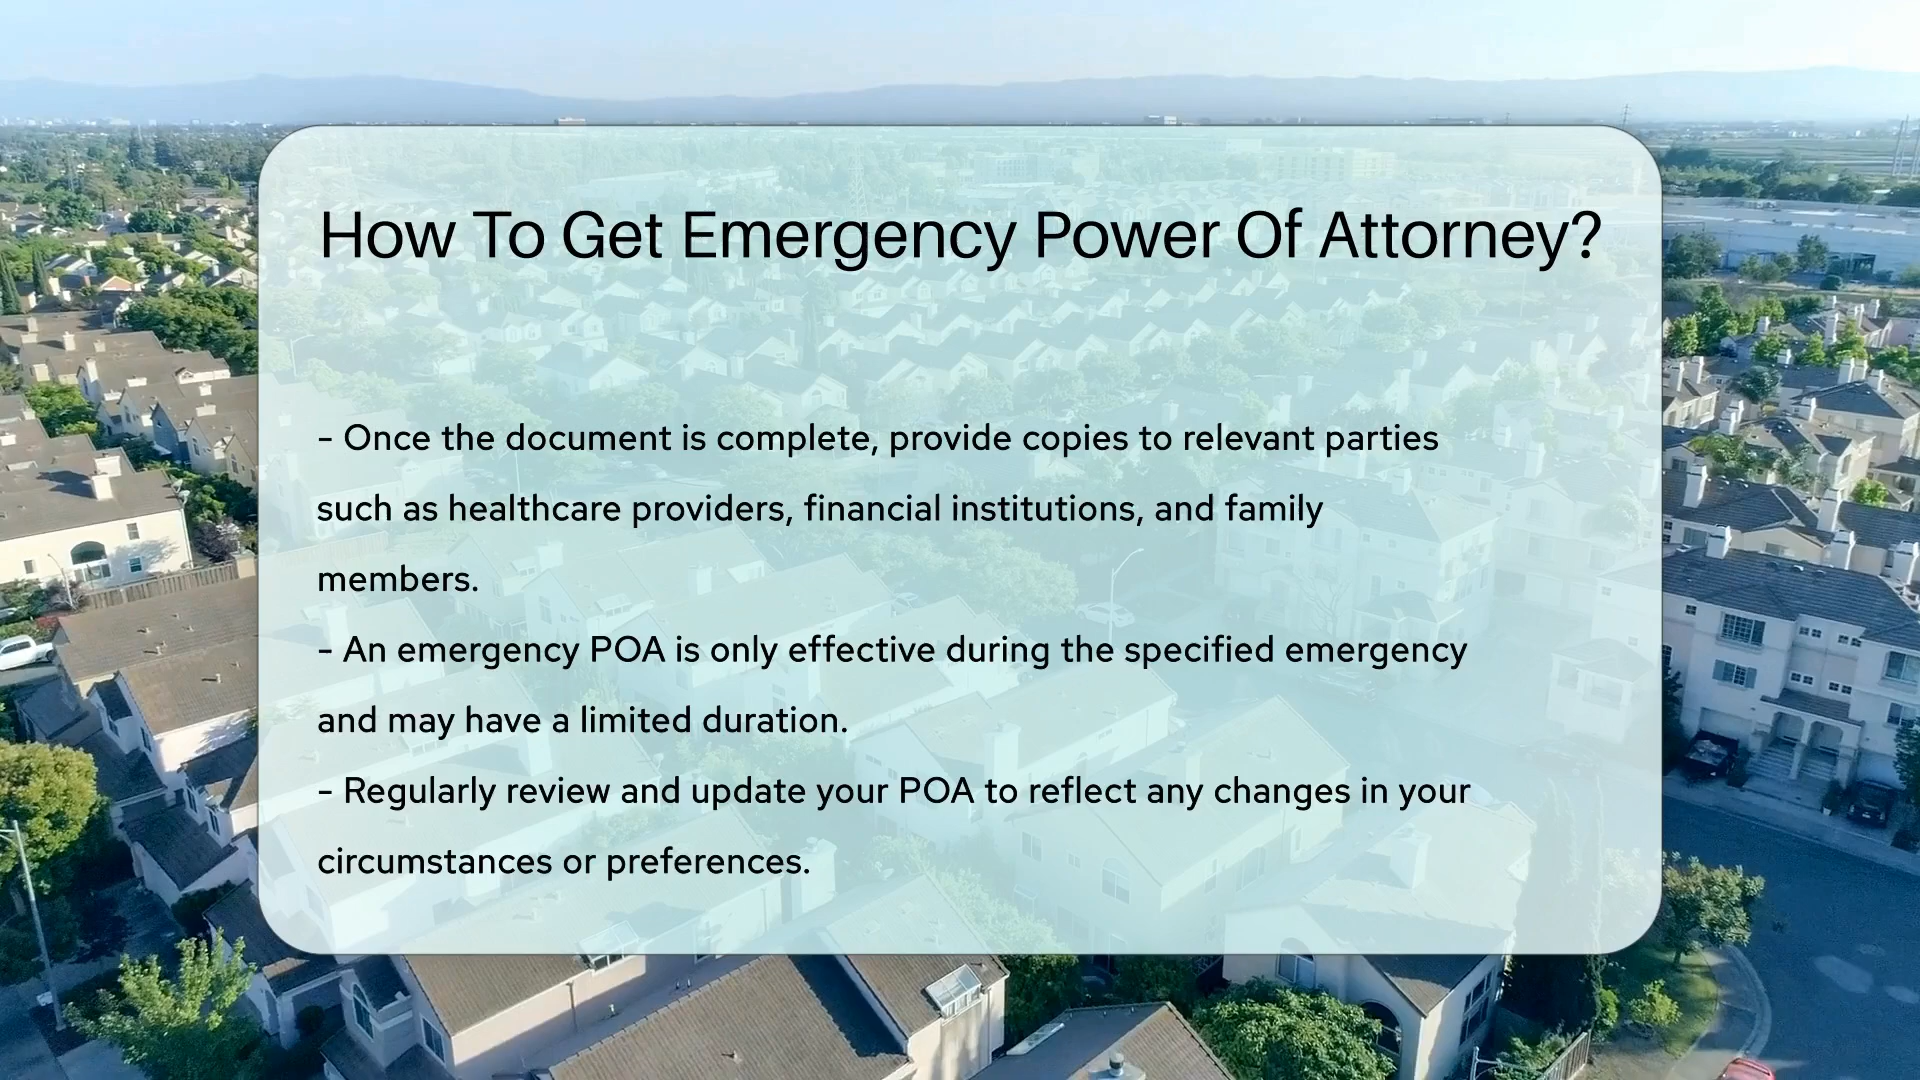 How To Get Emergency Power Of Attorney?
- Once the document is complete, provide copies to relevant parties
such as healthcare providers, financial institutions, and family
members.
- An emergency POA is only effective during the specified emergency
and may have a limited duration.
- Regularly review and update your POA to reflect any changes in your
circumstances or preferences.